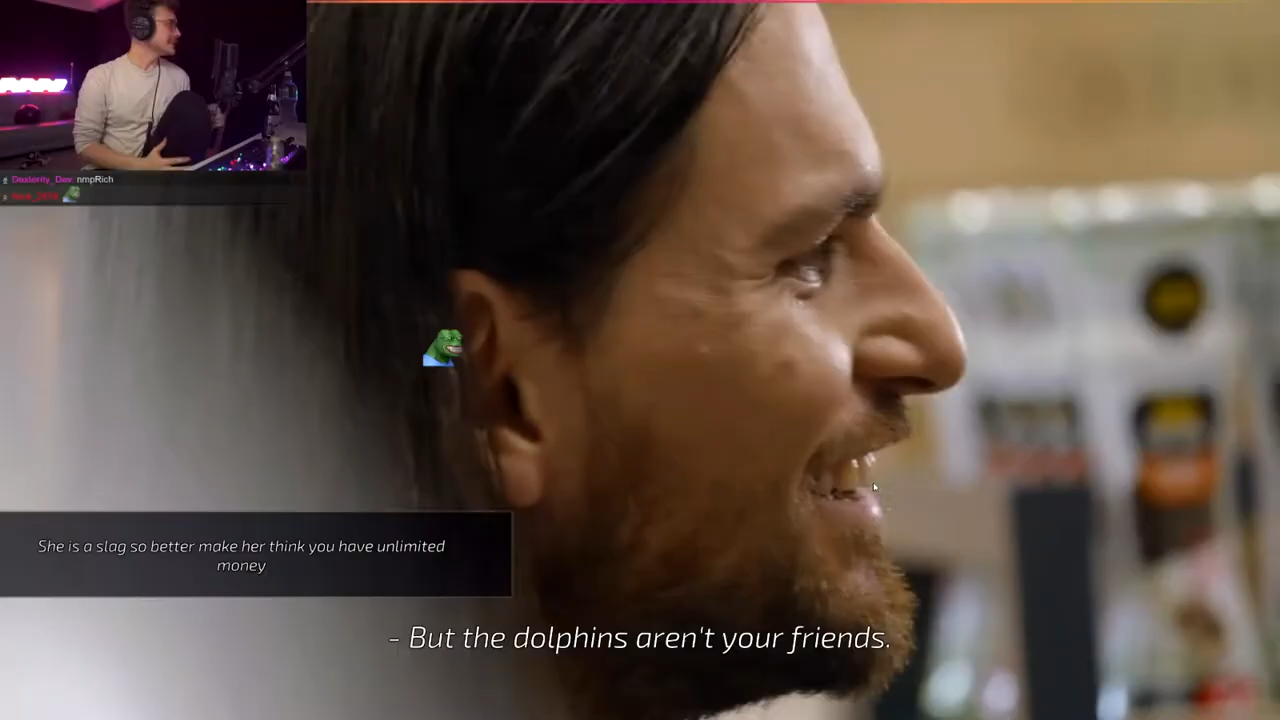 Dexterity_Dev: nmpRich
She is a slag so better make her think you have unlimited
money
- But the dolphins aren't your friends.